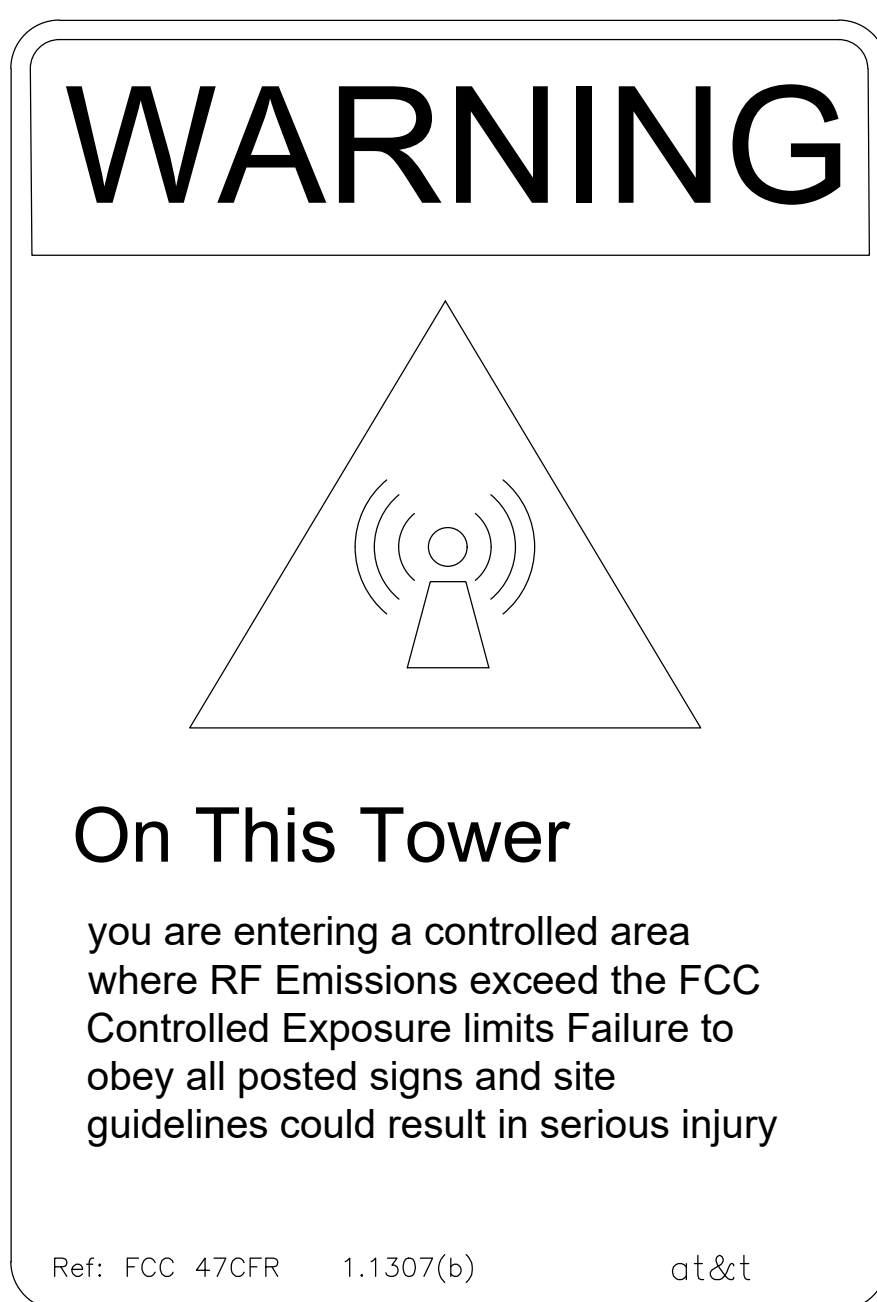 WARNING
On This Tower
you are entering a controlled area
where RF Emissions exceed the FCC
Controlled Exposure limits Failure to
obey all posted signs and site
guidelines could result in serious injury
Ref: FCC 47CFR 1.1307(b) at&t